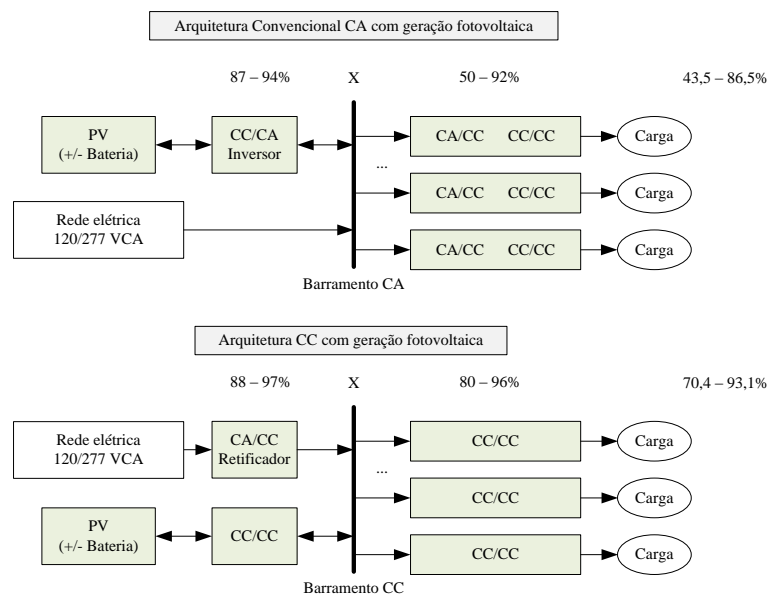 Arquitetura Convencional CA com geração fotovoltaica
87 – 94% X 50 – 92% 43,5 – 86,5%
PV
(+/- Bateria)
CC/CA
Inversor
CA/CC CC/CC
Carga
...
CA/CC CC/CC
Carga
Rede elétrica
120/277 VCA
CA/CC CC/CC
Carga
Barramento CA
Arquitetura CC com geração fotovoltaica
88 – 97% X 80 – 96% 70,4 – 93,1%
Rede elétrica
120/277 VCA
CA/CC
Retificador
CC/CC
Carga
...
CC/CC
Carga
PV
(+/- Bateria)
CC/CC
CC/CC
Carga
Barramento CC